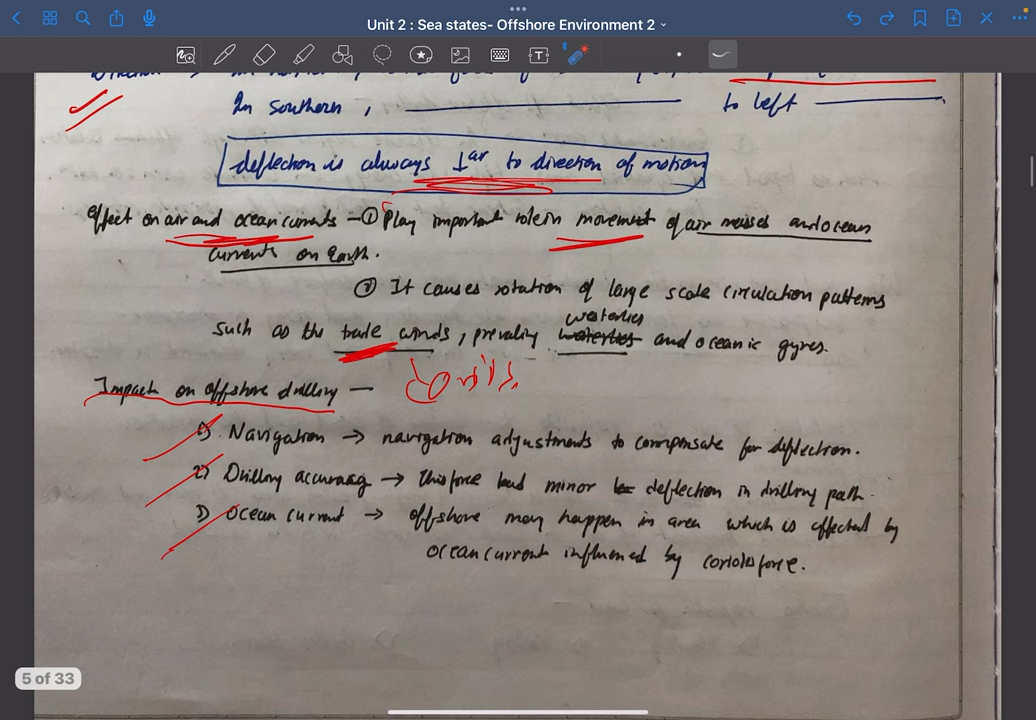 Unit 2 : Sea states- Offshore Environment 2
In southern, to left
deflection is always ⊥ar to direction of motion
Effect on air and ocean currents — ① Play important role in movement of air masses and ocean
currents on Earth.
② It causes rotation of large scale circulation patterns
westerlies
such as the trade winds, prevailing and oceanic gyres.
Impact on offshore drilling —
1) Navigation → navigation adjustments to compensate for deflection.
2) Drilling accuracy → This force minor deflection in drilling path.
3) Ocean current → offshore may happen in area which is affected by
ocean current influenced by coriolis force.
5 of 33